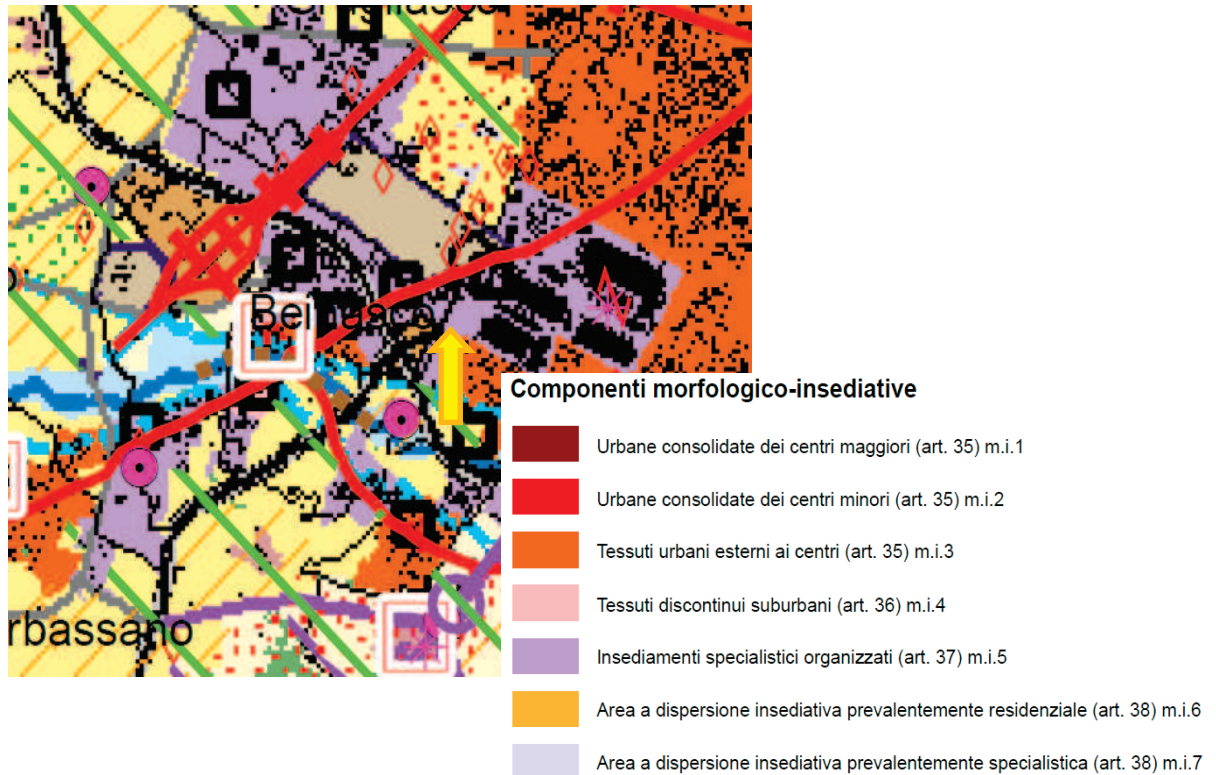 Beinasco
rbassano
Componenti morfologico-insediative
Urbane consolidate dei centri maggiori (art. 35) m.i.1
Urbane consolidate dei centri minori (art. 35) m.i.2
Tessuti urbani esterni ai centri (art. 35) m.i.3
Tessuti discontinui suburbani (art. 36) m.i.4
Insediamenti specialistici organizzati (art. 37) m.i.5
Area a dispersione insediativa prevalentemente residenziale (art. 38) m.i.6
Area a dispersione insediativa prevalentemente specialistica (art. 38) m.i.7